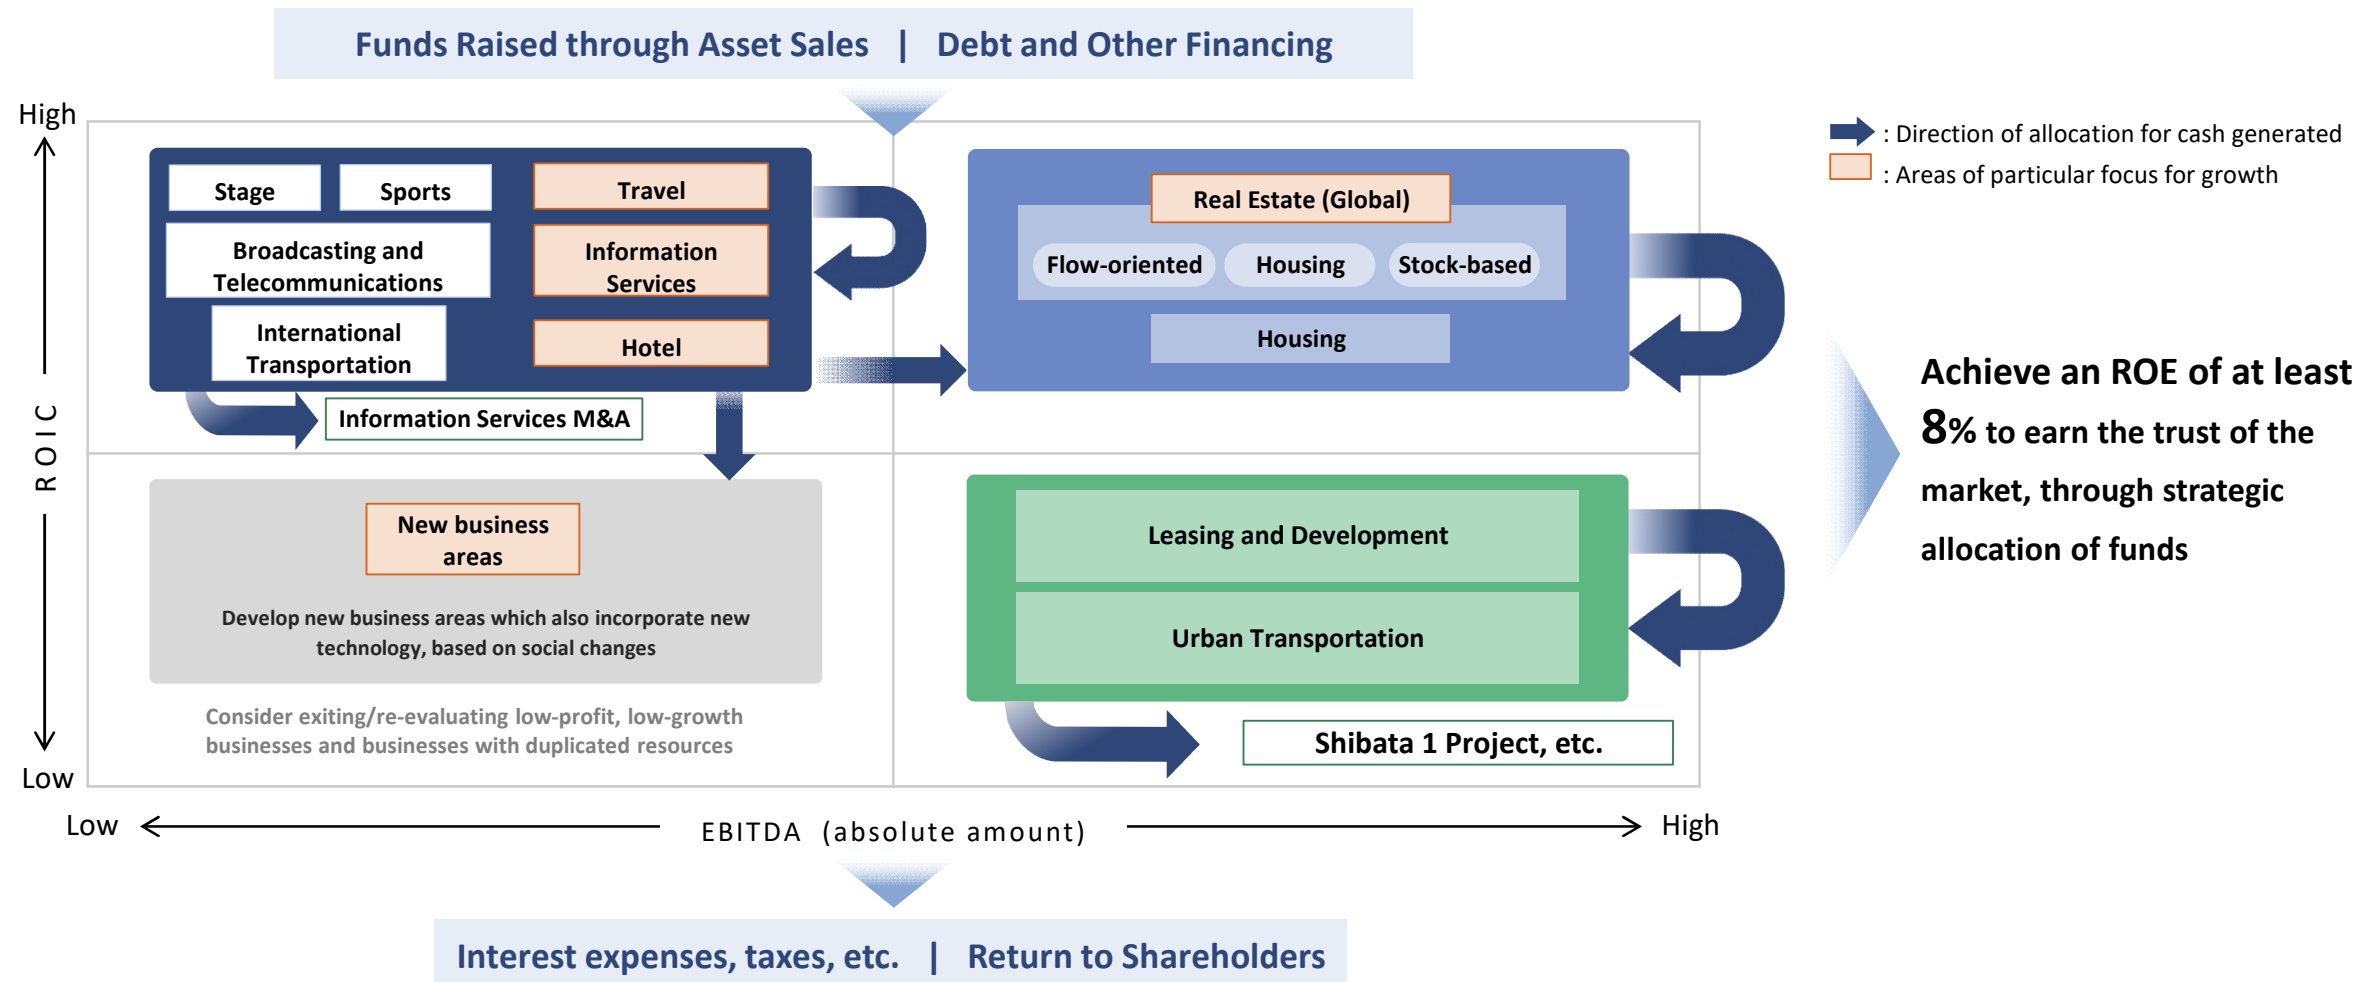 Funds Raised through Asset Sales | Debt and Other Financing
High
: Direction of allocation for cash generated
: Areas of particular focus for growth
Stage
Sports
Travel
Broadcasting and
Telecommunications
Information
Services
International
Transportation
Hotel
Information Services M&A
Real Estate (Global)
Flow-oriented
Housing
Stock-based
Housing
ROIC
New business
areas
Develop new business areas which also incorporate new
technology, based on social changes
Consider exiting/re-evaluating low-profit, low-growth
businesses and businesses with duplicated resources
Leasing and Development
Urban Transportation
Shibata 1 Project, etc.
Achieve an ROE of at least
8% to earn the trust of the
market, through strategic
allocation of funds
Low
Low
EBITDA (absolute amount)
High
Interest expenses, taxes, etc. | Return to Shareholders